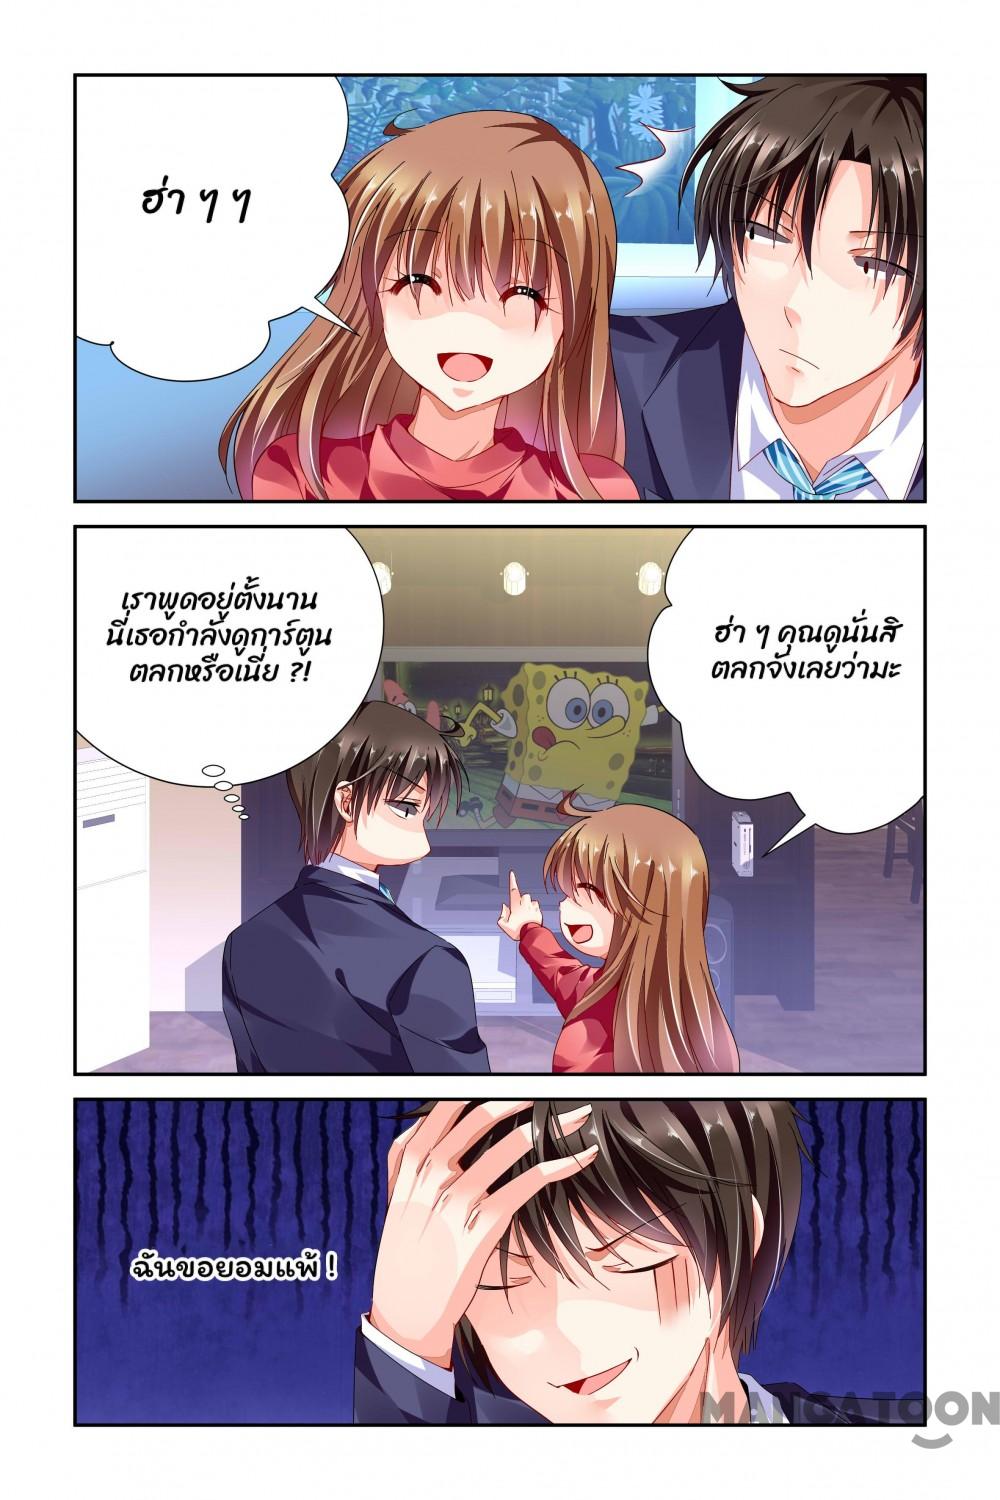 ฮ่า ๆ ๆ
เราพูดอยู่ตั้งนาน
นี่เธอกำลังดูการ์ตูน
ตลกหรือเนี่ย ?!
ฮ่า ๆ คุณดูนั่นสิ
ตลกจังเลยว่ามะ
ฉันขอยอมแพ้ !
MANGATOON